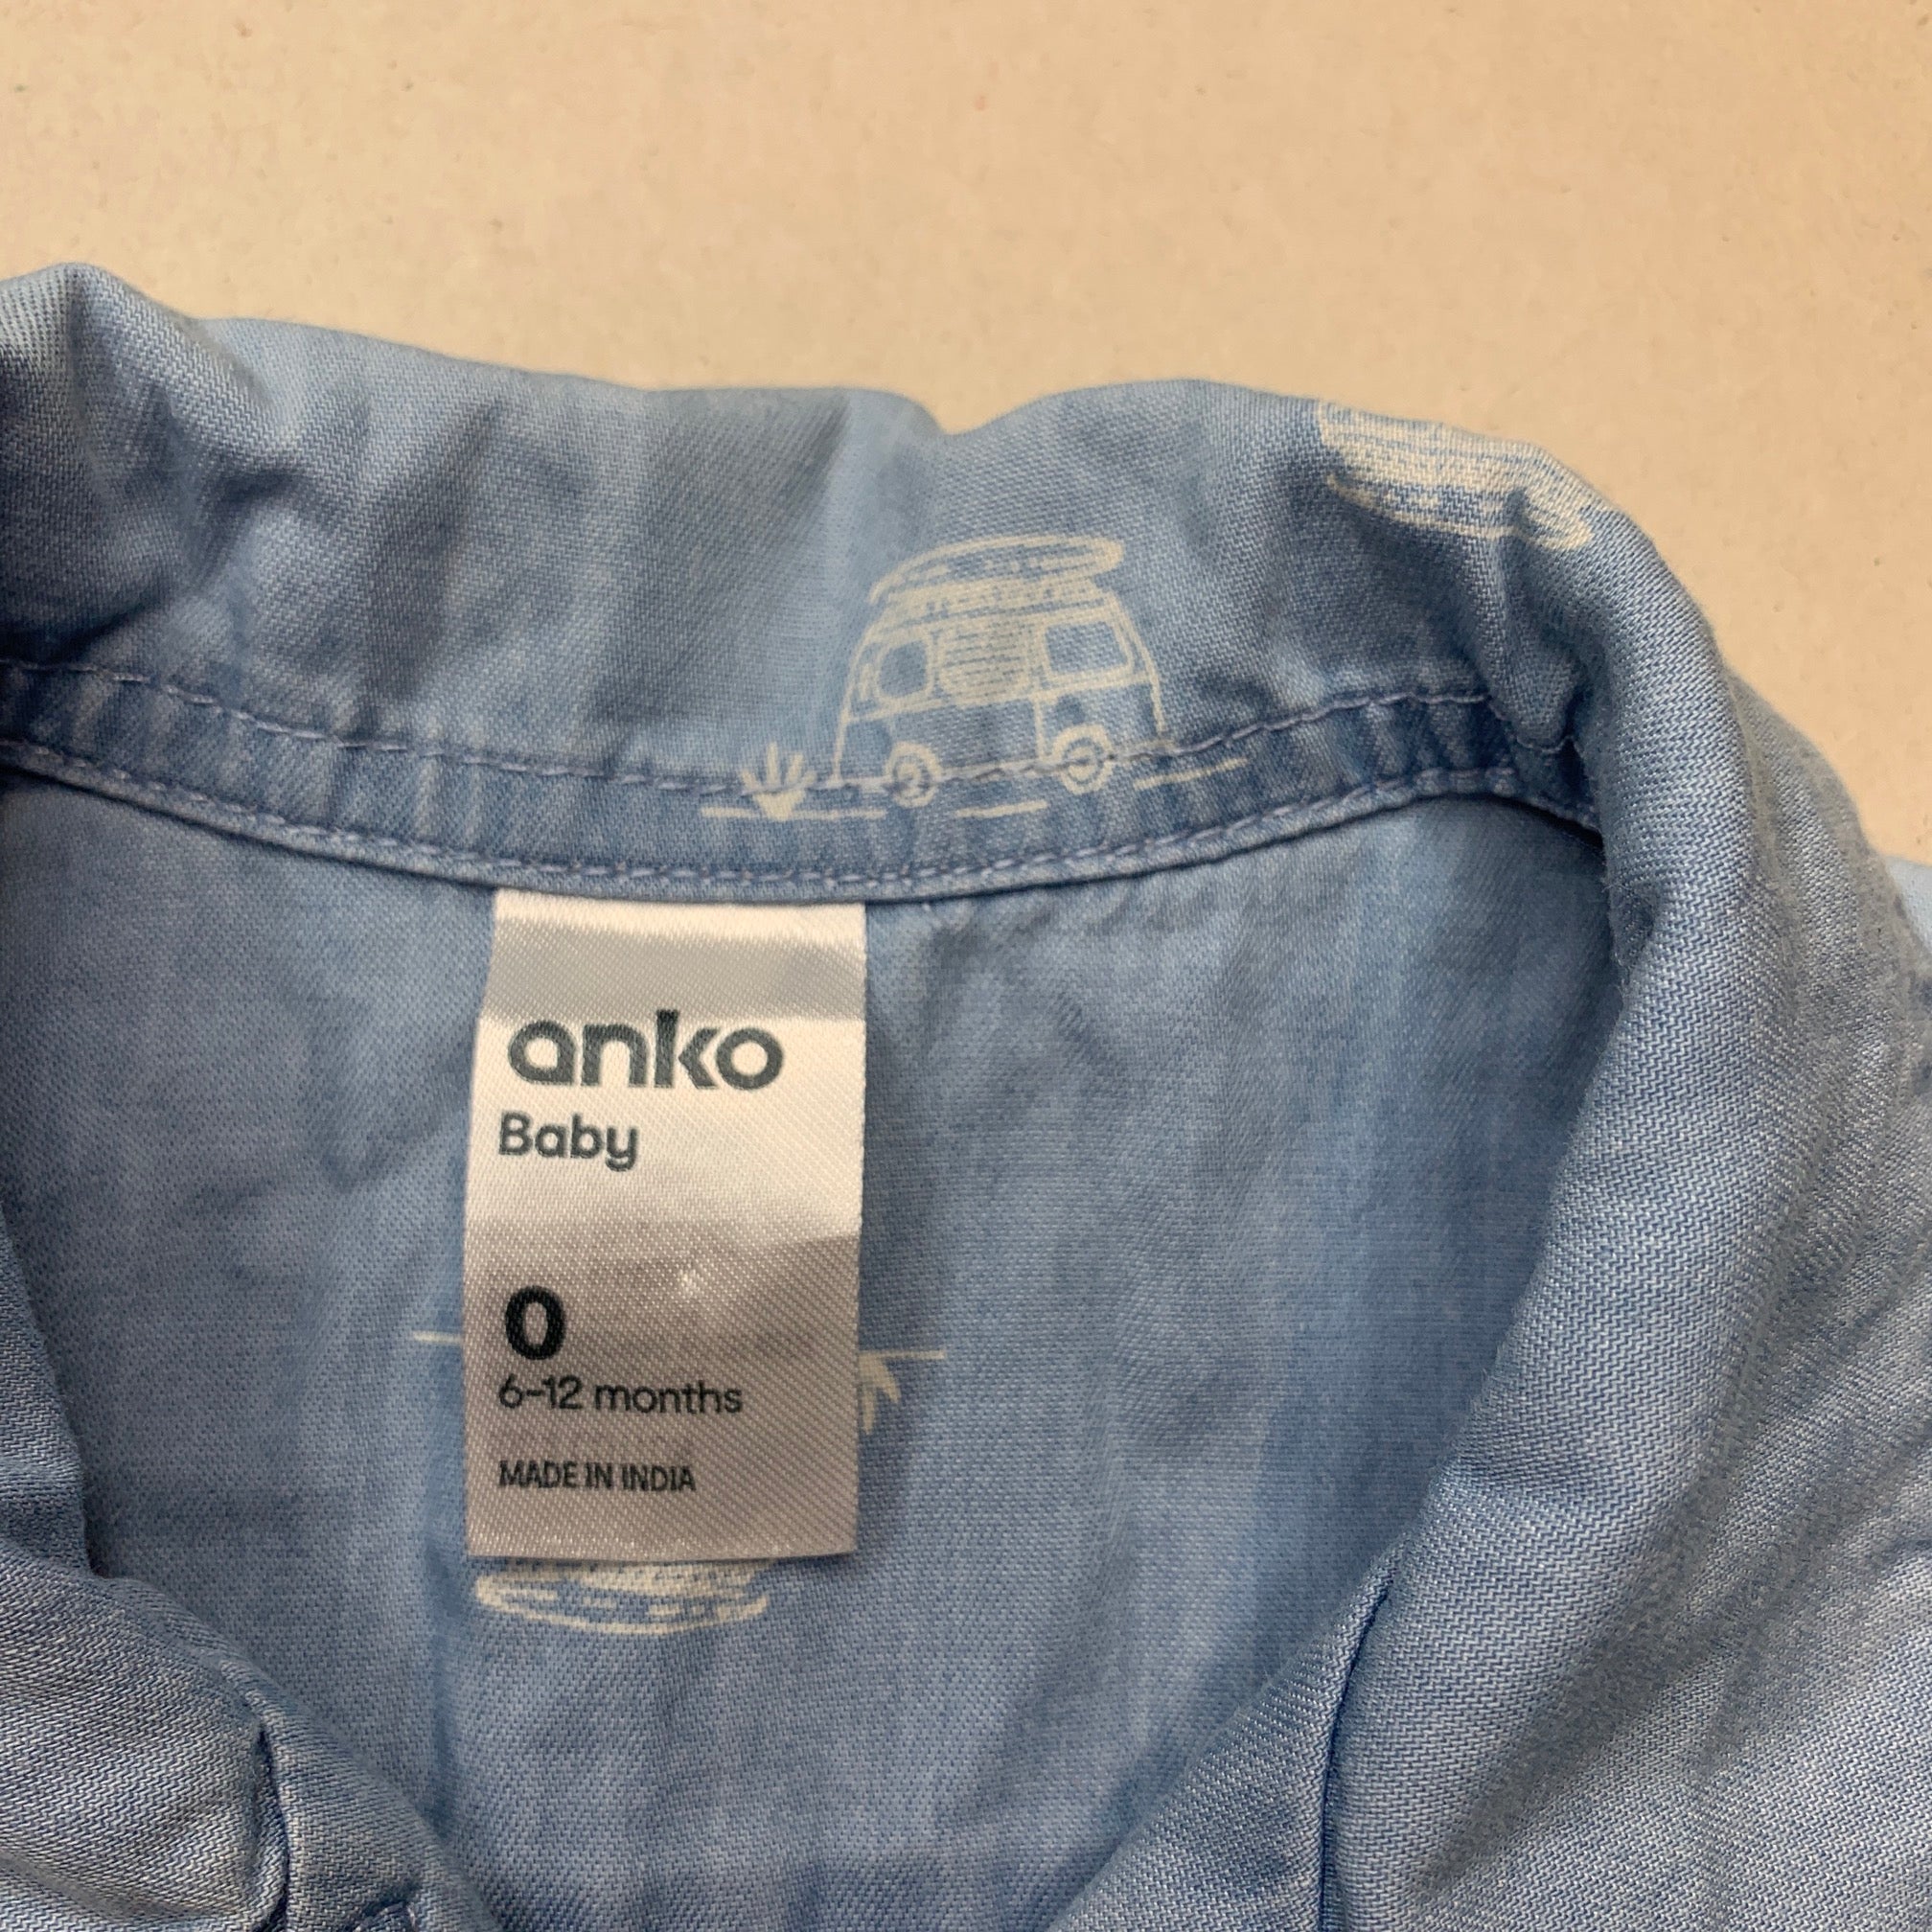 anko
Baby
0
6-12 months
MADE IN INDIA